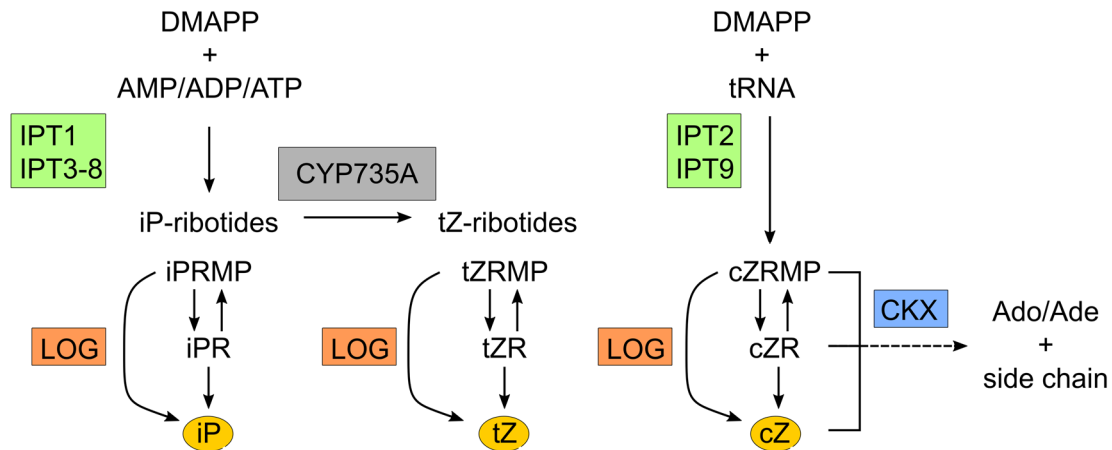 DMAPP
+
AMP/ADP/ATP
IPT1
IPT3-8
CYP735A
iP-ribotides
tZ-ribotides
iPRMP
LOG
iPR
iP
tZRMP
LOG
tZR
tZ
DMAPP
+
tRNA
IPT2
IPT9
cZRMP
LOG
cZR
cZ
CKX
Ado/Ade
+
side chain